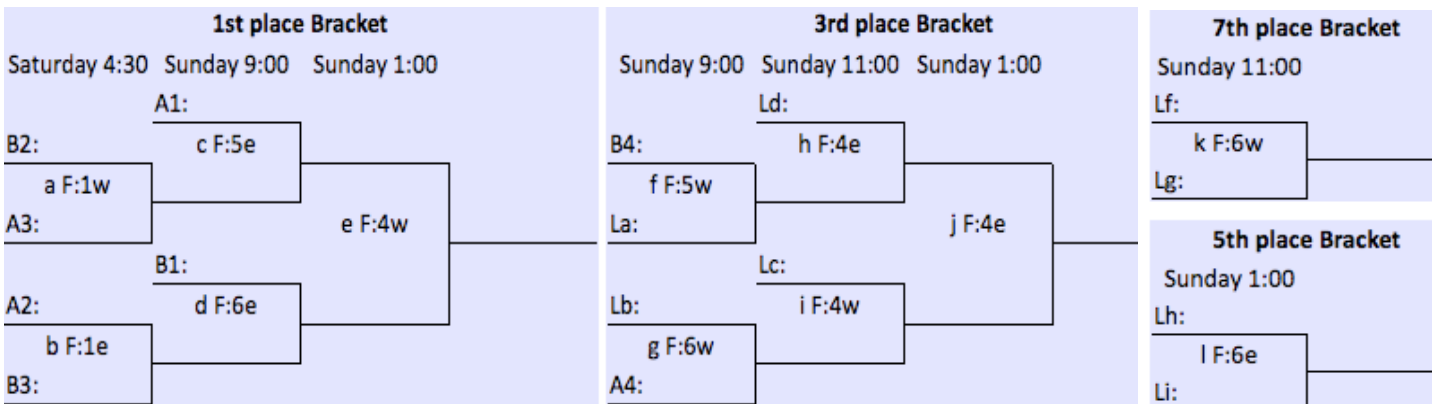 1st place Bracket
Saturday 4:30 Sunday 9:00 Sunday 1:00
A1:
B2:
c F:5e
a F:1w
A3:
e F:4w
B1:
A2:
d F:6e
b F:1e
B3:
3rd place Bracket
Sunday 9:00 Sunday 11:00 Sunday 1:00
Ld:
B4:
h F:4e
f F:5w
La:
j F:4e
Lc:
Lb:
i F:4w
g F:6w
A4:
7th place Bracket
Sunday 11:00
Lf:
k F:6w
Lg:
5th place Bracket
Sunday 1:00
Lh:
l F:6e
Li: